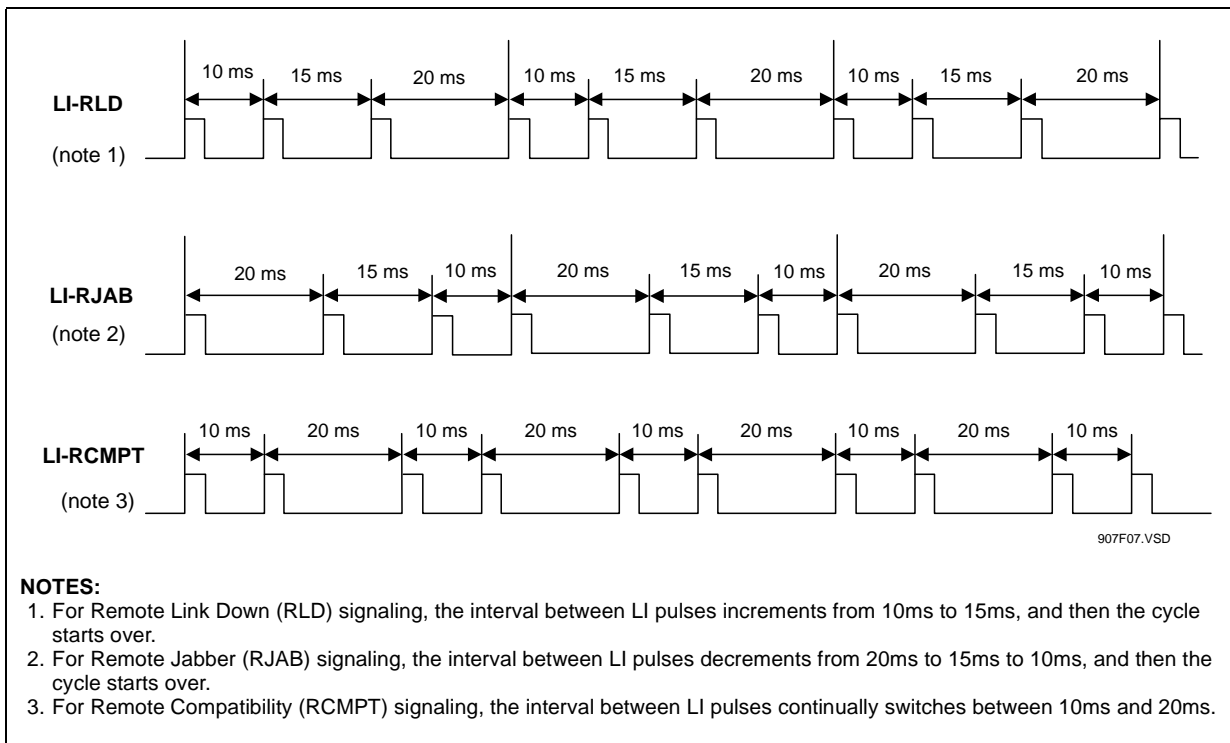 10 ms 15 ms 20 ms 10 ms 15 ms 20 ms 10 ms 15 ms 20 ms
LI-RLD
(note 1)
20 ms 15 ms 10 ms 20 ms 15 ms 10 ms 20 ms 15 ms 10 ms
LI-RJAB
(note 2)
10 ms 20 ms 10 ms 20 ms 10 ms 20 ms 10 ms 20 ms 10 ms
LI-RCMPT
(note 3)
907F07.VSD
NOTES:
1. For Remote Link Down (RLD) signaling, the interval between LI pulses increments from 10ms to 15ms, and then the cycle
starts over.
2. For Remote Jabber (RJAB) signaling, the interval between LI pulses decrements from 20ms to 15ms to 10ms, and then the
cycle starts over.
3. For Remote Compatibility (RCMPT) signaling, the interval between LI pulses continually switches between 10ms and 20ms.